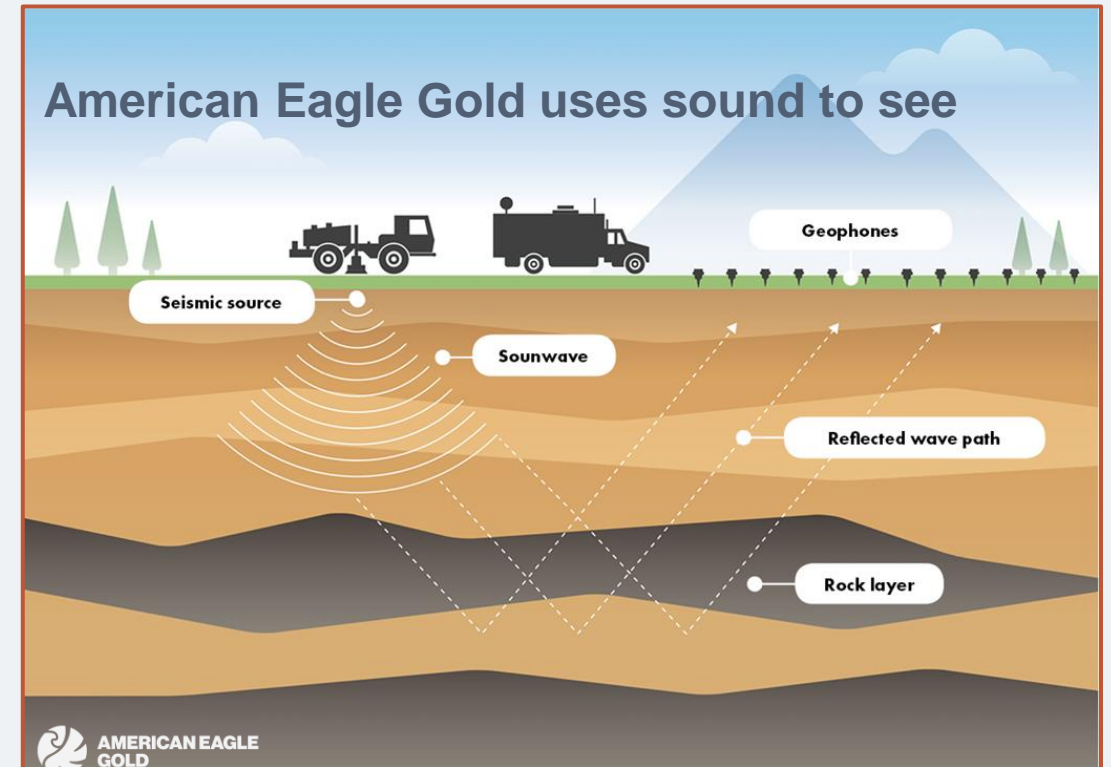 American Eagle Gold uses sound to see
Geophones
Seismic source
Sounwave
Reflected wave path
Rock layer
AMERICAN EAGLE
GOLD